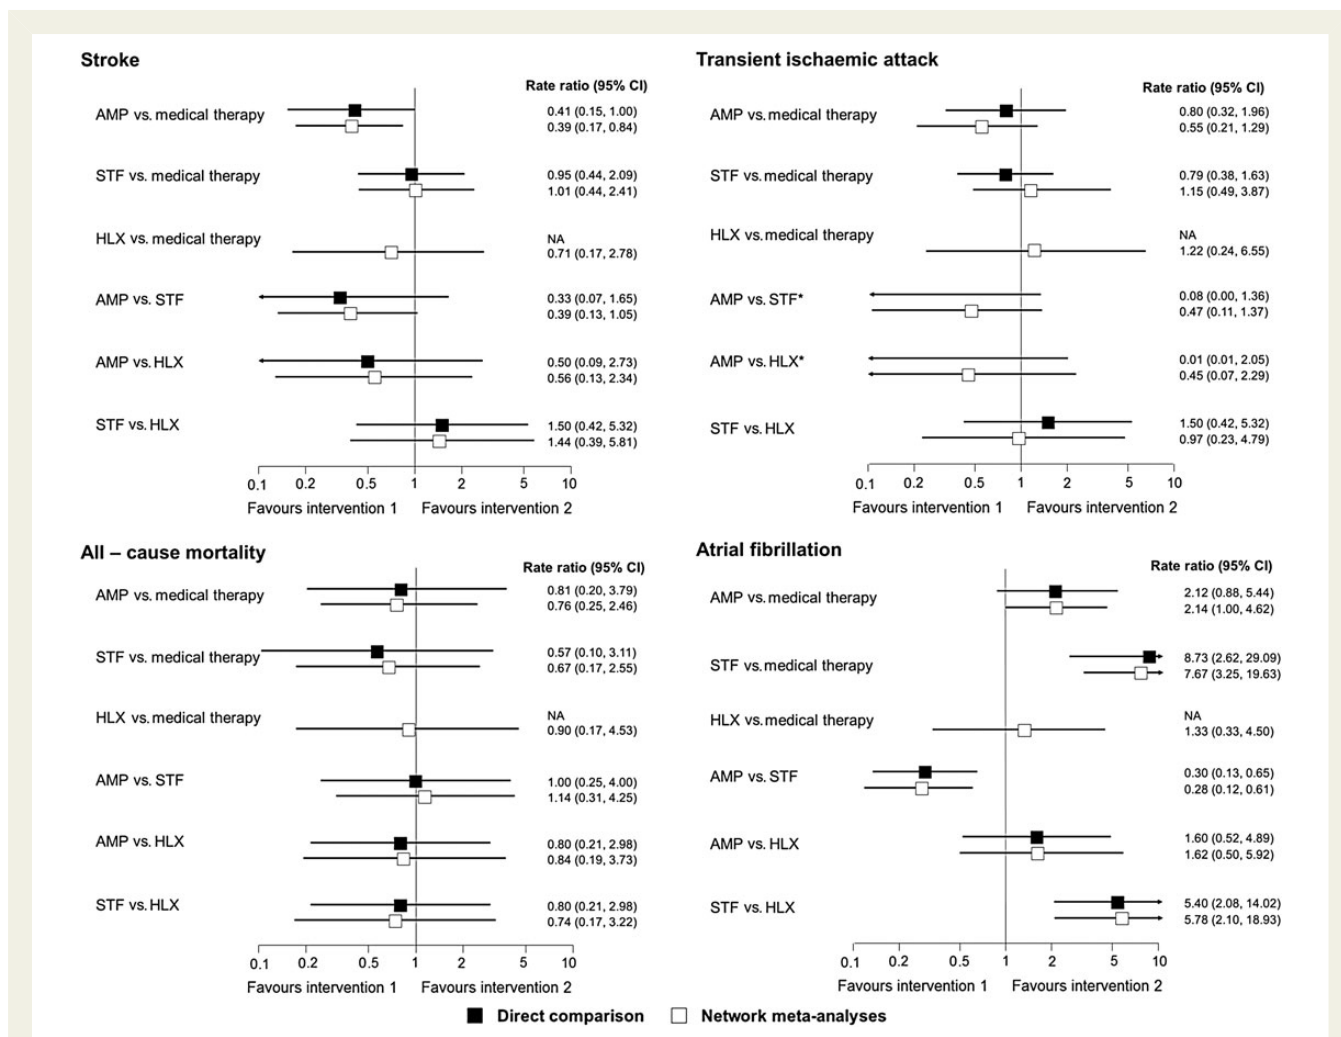 Stroke
Rate ratio (95% CI)
AMP vs. medical therapy
0.41 (0.15, 1.00)
0.39 (0.17, 0.84)
STF vs. medical therapy
0.95 (0.44, 2.09)
1.01 (0.44, 2.41)
HLX vs. medical therapy
NA
0.71 (0.17, 2.78)
AMP vs. STF
0.33 (0.07, 1.65)
0.39 (0.13, 1.05)
AMP vs. HLX
0.50 (0.09, 2.73)
0.56 (0.13, 2.34)
STF vs. HLX
1.50 (0.42, 5.32)
1.44 (0.39, 5.81)
0.1 0.2 0.5 1 2 5 10
Favours intervention 1 Favours intervention 2
Transient ischaemic attack
Rate ratio (95% CI)
AMP vs. medical therapy
0.80 (0.32, 1.96)
0.55 (0.21, 1.29)
STF vs. medical therapy
0.79 (0.38, 1.63)
1.15 (0.49, 3.87)
HLX vs. medical therapy
NA
1.22 (0.24, 6.55)
AMP vs. STF*
0.08 (0.00, 1.36)
0.47 (0.11, 1.37)
AMP vs. HLX*
0.01 (0.01, 2.05)
0.45 (0.07, 2.29)
STF vs. HLX
1.50 (0.42, 5.32)
0.97 (0.23, 4.79)
0.1 0.2 0.5 1 2 5 10
Favours intervention 1 Favours intervention 2
All – cause mortality
Rate ratio (95% CI)
AMP vs. medical therapy
0.81 (0.20, 3.79)
0.76 (0.25, 2.46)
STF vs. medical therapy
0.57 (0.10, 3.11)
0.67 (0.17, 2.55)
HLX vs. medical therapy
NA
0.90 (0.17, 4.53)
AMP vs. STF
1.00 (0.25, 4.00)
1.14 (0.31, 4.25)
AMP vs. HLX
0.80 (0.21, 2.98)
0.84 (0.19, 3.73)
STF vs. HLX
0.80 (0.21, 2.98)
0.74 (0.17, 3.22)
0.1 0.2 0.5 1 2 5 10
Favours intervention 1 Favours intervention 2
Atrial fibrillation
Rate ratio (95% CI)
AMP vs. medical therapy
2.12 (0.88, 5.44)
2.14 (1.00, 4.62)
STF vs. medical therapy
8.73 (2.62, 29.09)
7.67 (3.25, 19.63)
HLX vs. medical therapy
NA
1.33 (0.33, 4.50)
AMP vs. STF
0.30 (0.13, 0.65)
0.28 (0.12, 0.61)
AMP vs. HLX
1.60 (0.52, 4.89)
1.62 (0.50, 5.92)
STF vs. HLX
5.40 (2.08, 14.02)
5.78 (2.10, 18.93)
0.1 0.2 0.5 1 2 5 10
Favours intervention 1 Favours intervention 2
Direct comparison Network meta-analyses